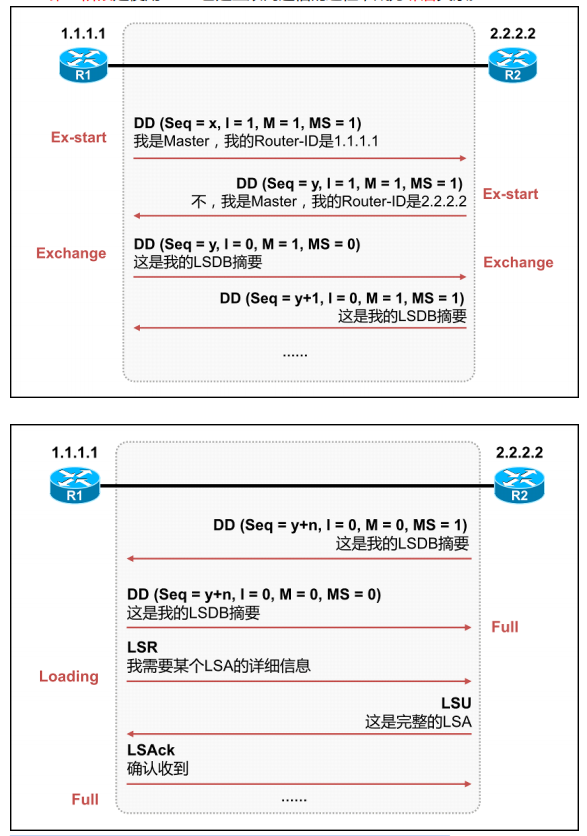 1.1.1.1
2.2.2.2
R1
R2
DD (Seq = x, I = 1, M = 1, MS = 1)
Ex-start
我是Master，我的Router-ID是1.1.1.1
DD (Seq = y, I = 1, M = 1, MS = 1)
Ex-start
不，我是Master，我的Router-ID是2.2.2.2
DD (Seq = y, I = 0, M = 1, MS = 0)
Exchange
这是我的LSDB摘要
Exchange
DD (Seq = y+1, I = 0, M = 1, MS = 1)
这是我的LSDB摘要
......
1.1.1.1
2.2.2.2
R1
R2
DD (Seq = y+n, I = 0, M = 0, MS = 1)
这是我的LSDB摘要
DD (Seq = y+n, I = 0, M = 0, MS = 0)
这是我的LSDB摘要
Full
LSR
我需要某个LSA的详细信息
Loading
LSU
这是完整的LSA
LSAck
确认收到
Full
......